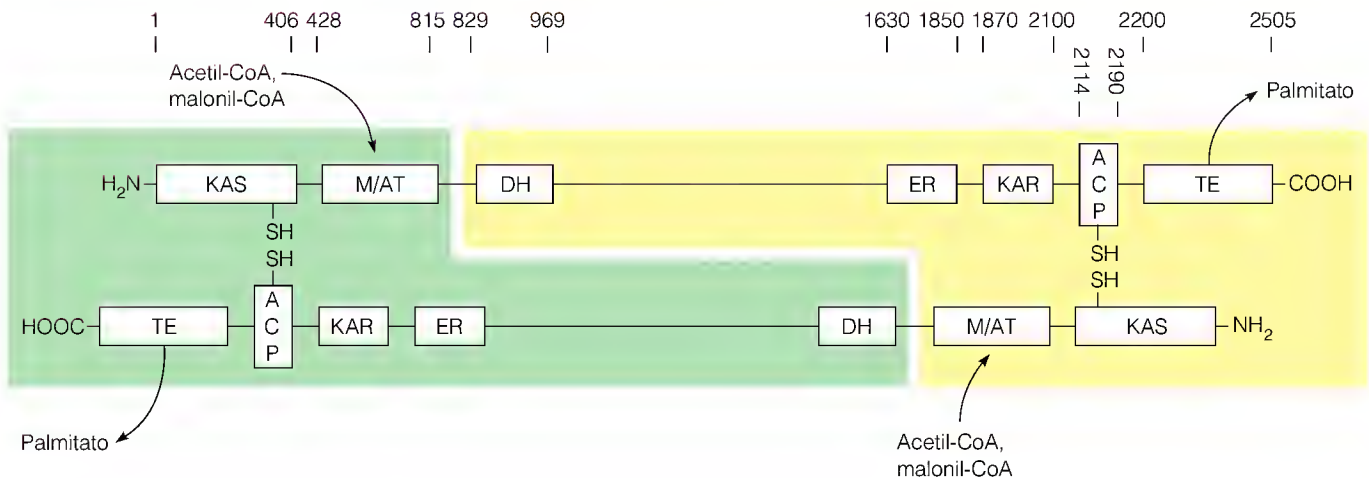 1 406 428 815 829 969 1630 1850 1870 2100 2200 2505
2114 2190
Acetil-CoA,
malonil-CoA
Palmitato
H₂N KAS M/AT DH ER KAR ACP TE COOH
SH SH
SH SH
HOOC TE ACP KAR ER DH M/AT KAS NH₂
Palmitato
Acetil-CoA,
malonil-CoA